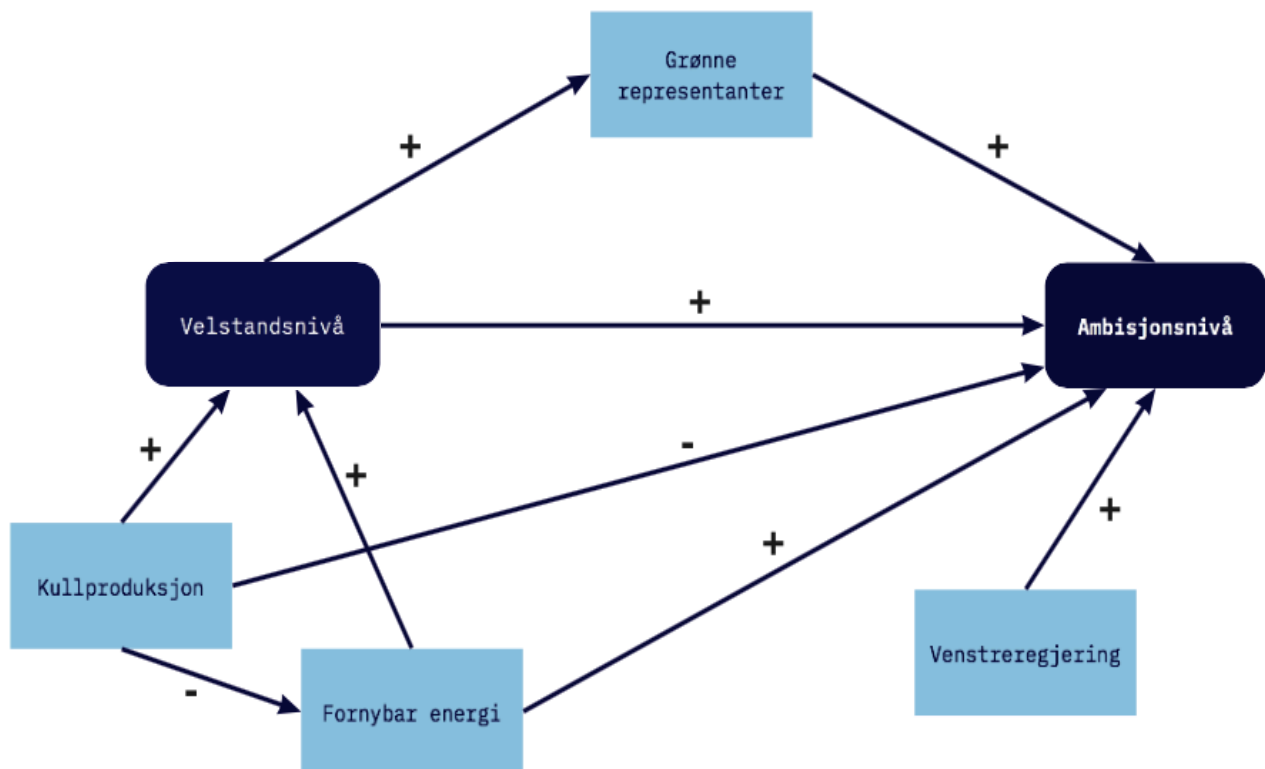 Grønne
representanter
+
+
Velstandsnivå
+
Ambisjonsnivå
+
+
-
+
+
Kullproduksjon
-
Fornybar energi
Venstreregjering